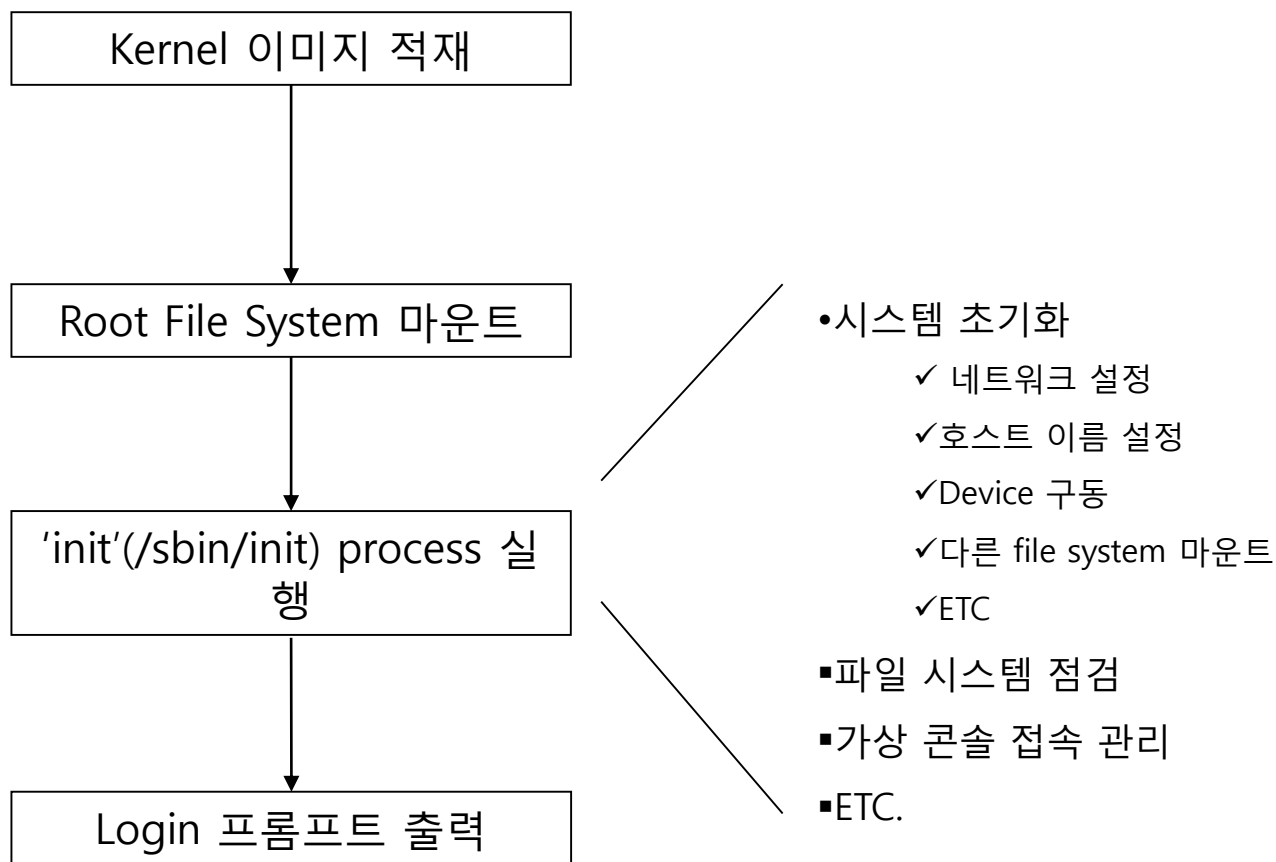 Kernel 이미지 적재
Root File System 마운트
'init'(/sbin/init) process 실
행
Login 프롬프트 출력
•시스템 초기화
✓ 네트워크 설정
✓호스트 이름 설정
✓Device 구동
✓다른 file system 마운트
✓ETC
▪파일 시스템 점검
▪가상 콘솔 접속 관리
▪ETC.